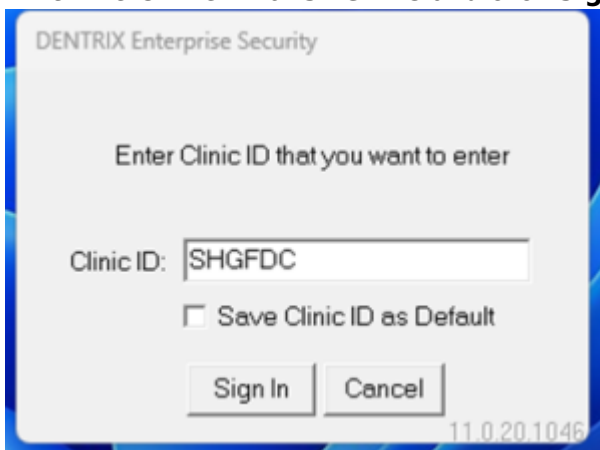 DENTRIX Enterprise Security
Enter Clinic ID that you want to enter
Clinic ID: SHGFDC
Save Clinic ID as Default
Sign In Cancel
11.0.20.1046